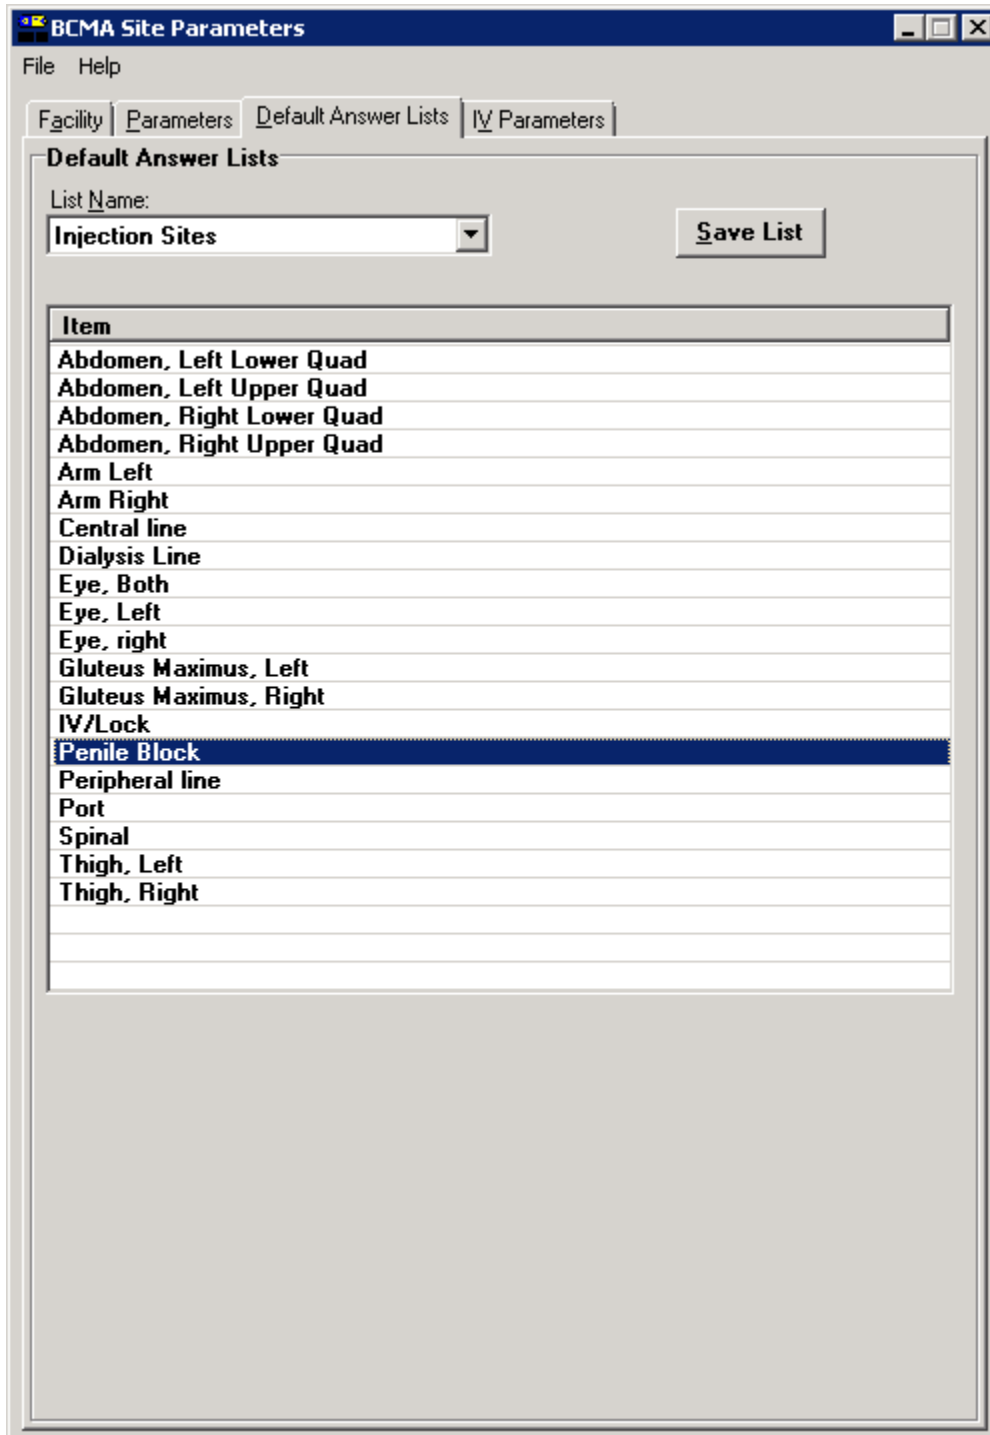 BCMA Site Parameters
File Help
Facility Parameters Default Answer Lists IV Parameters
Default Answer Lists
List Name:
Injection Sites Save List
Item
Abdomen, Left Lower Quad
Abdomen, Left Upper Quad
Abdomen, Right Lower Quad
Abdomen, Right Upper Quad
Arm Left
Arm Right
Central line
Dialysis Line
Eye, Both
Eye, Left
Eye, right
Gluteus Maximus, Left
Gluteus Maximus, Right
IV/Lock
Penile Block
Peripheral line
Port
Spinal
Thigh, Left
Thigh, Right